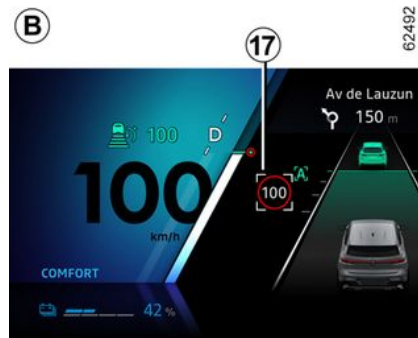 B
17
62492
Av de Lauzun
150 m
100
D
A
100
100
km/h
COMFORT
42 %